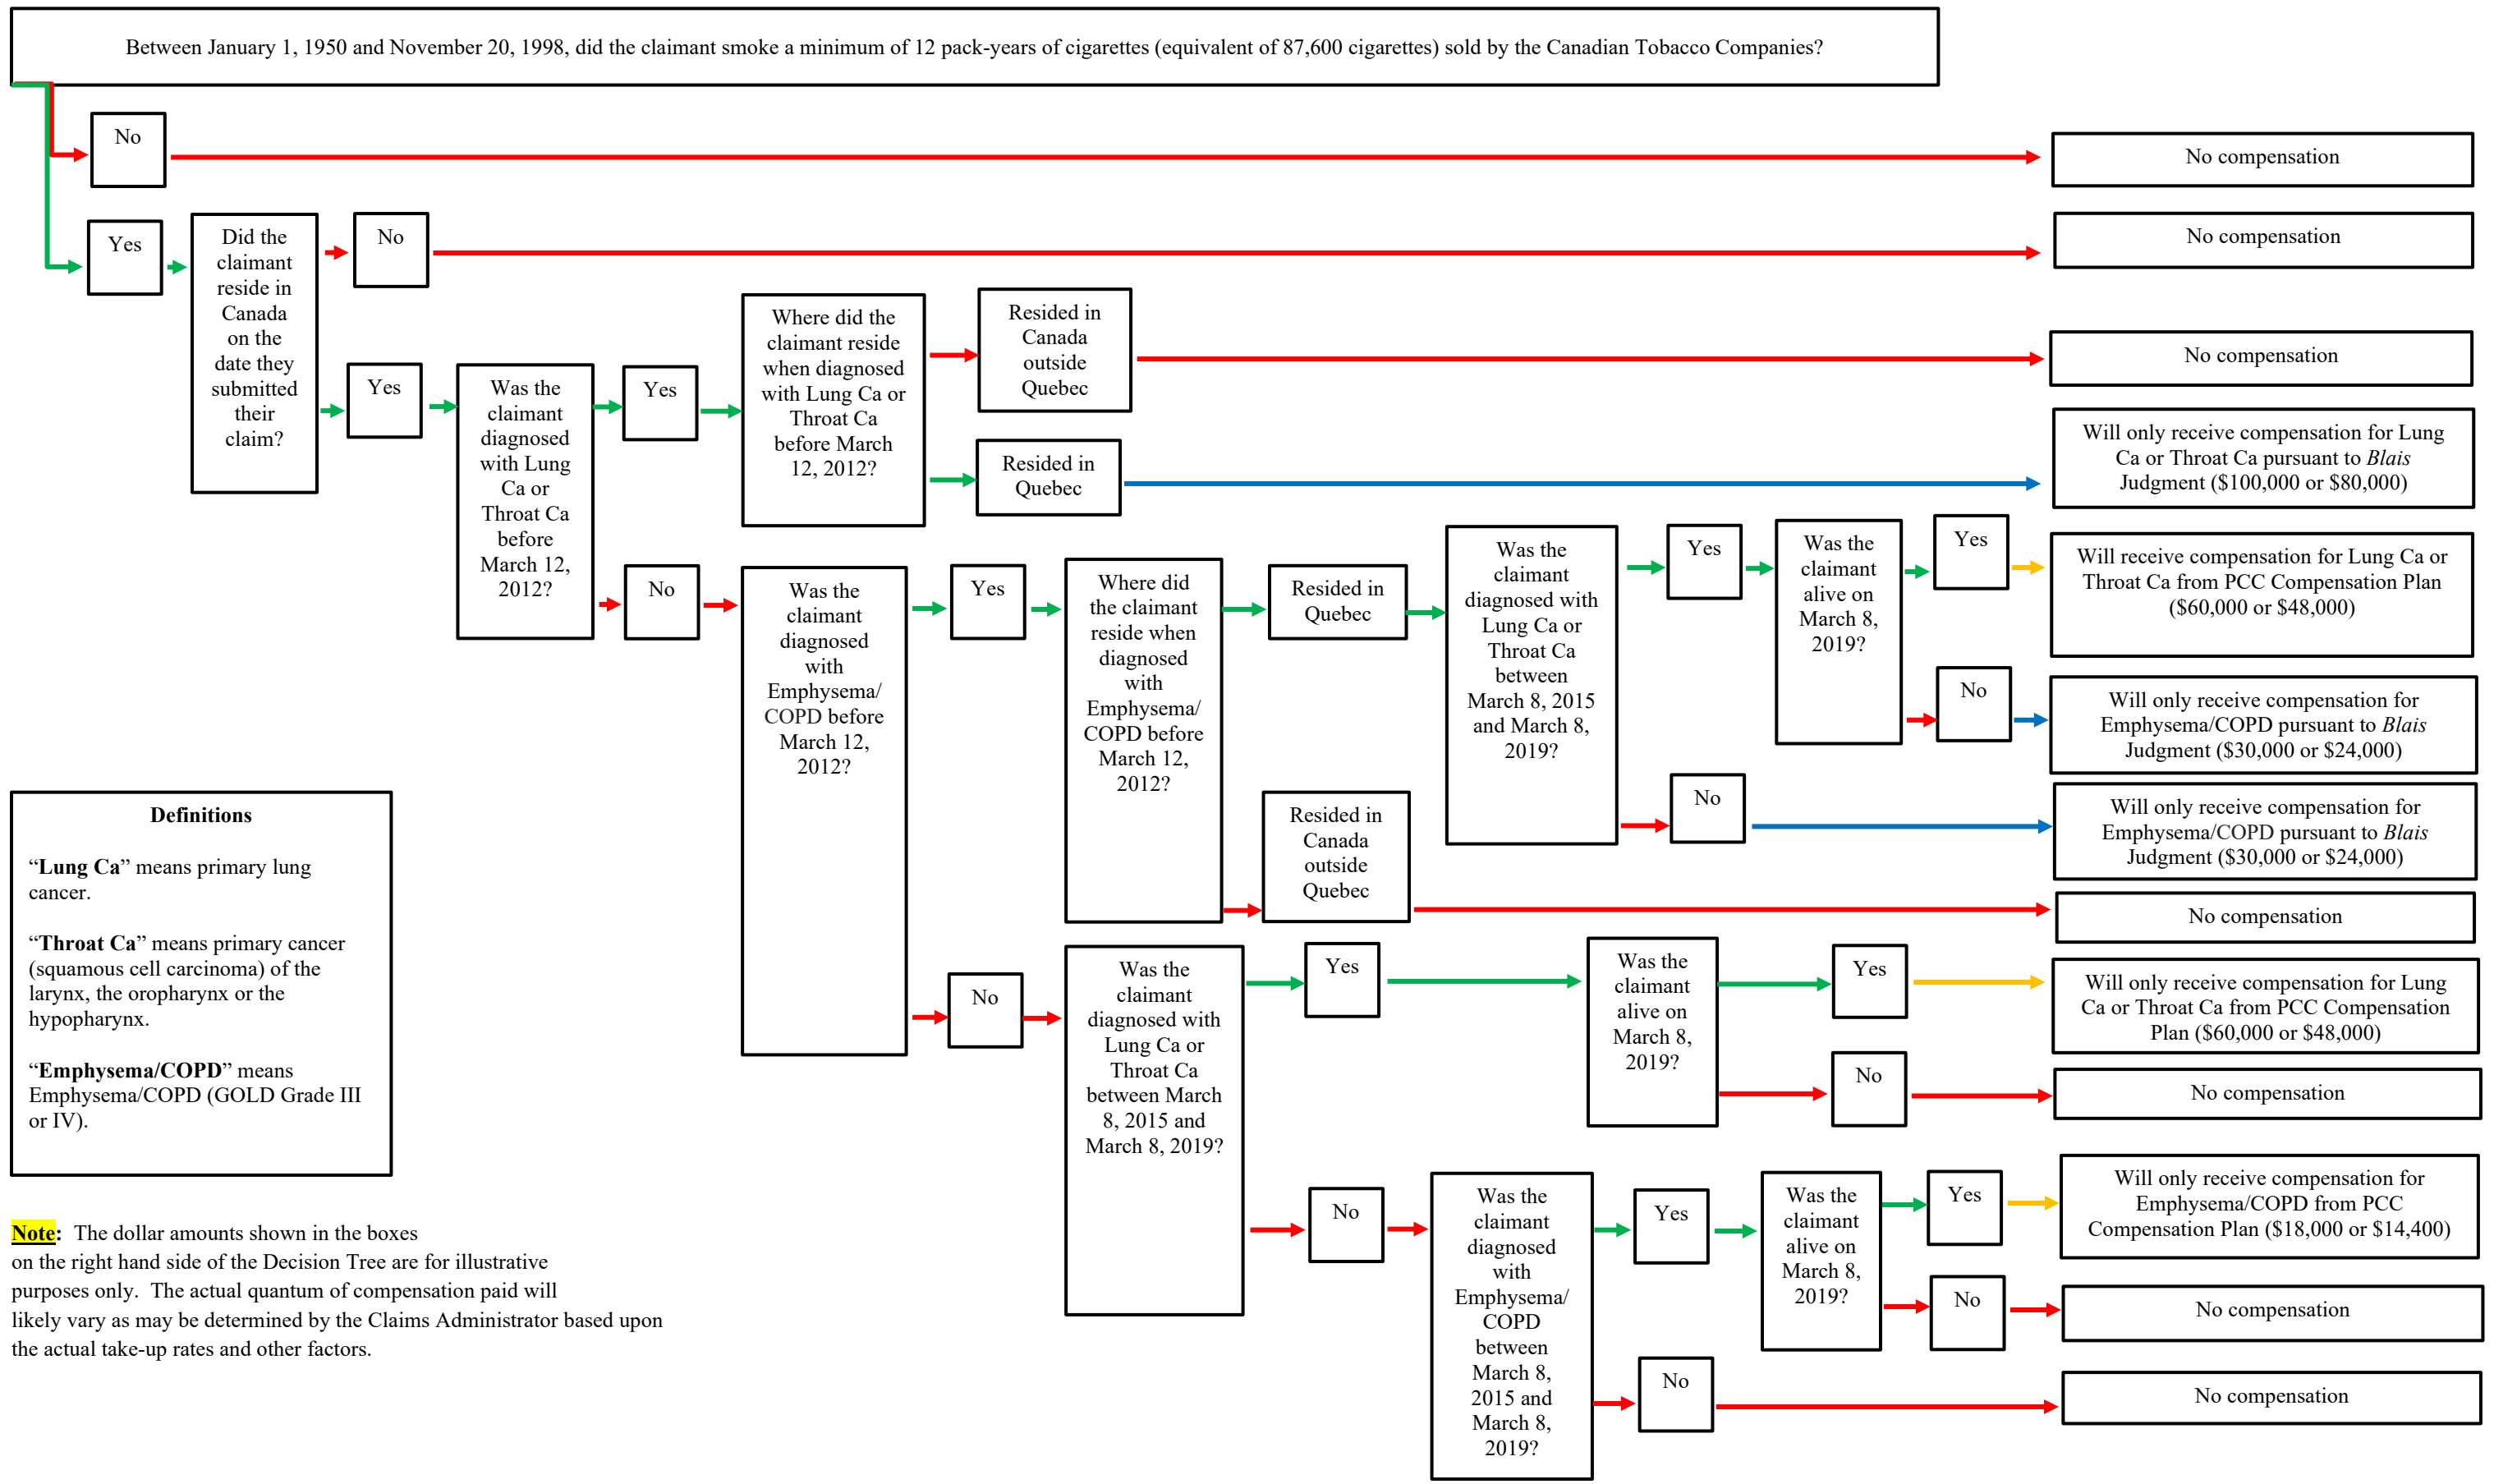 Between January 1, 1950 and November 20, 1998, did the claimant smoke a minimum of 12 pack-years of cigarettes (equivalent of 87,600 cigarettes) sold by the Canadian Tobacco Companies?
No
No compensation
Yes
Did the
claimant
reside in
Canada
on the
date they
submitted
their
claim?
No
No compensation
Yes
Was the
claimant
diagnosed
with Lung
Ca or
Throat Ca
before
March 12,
2012?
Yes
Where did the
claimant reside
when diagnosed
with Lung Ca or
Throat Ca
before March
12, 2012?
Resided in
Canada
outside
Quebec
No compensation
Resided in
Quebec
Will only receive compensation for Lung
Ca or Throat Ca pursuant to Blais
Judgment ($100,000 or $80,000)
No
Was the
claimant
diagnosed
with
Emphysema/
COPD before
March 12,
2012?
Yes
Where did
the claimant
reside when
diagnosed
with
Emphysema/
COPD before
March 12,
2012?
Resided in
Quebec
Was the
claimant
diagnosed with
Lung Ca or
Throat Ca
between
March 8, 2015
and March 8,
2019?
Yes
Was the
claimant
alive on
March 8,
2019?
Yes
Will receive compensation for Lung Ca or
Throat Ca from PCC Compensation Plan
($60,000 or $48,000)
No
Will only receive compensation for
Emphysema/COPD pursuant to Blais
Judgment ($30,000 or $24,000)
No
Will only receive compensation for
Emphysema/COPD pursuant to Blais
Judgment ($30,000 or $24,000)
Resided in
Canada
outside
Quebec
No compensation
No
Was the
claimant
diagnosed with
Lung Ca or
Throat Ca
between March
8, 2015 and
March 8, 2019?
Yes
Was the
claimant
alive on
March 8,
2019?
Yes
Will only receive compensation for Lung
Ca or Throat Ca from PCC Compensation
Plan ($60,000 or $48,000)
No
No compensation
No
Was the
claimant
diagnosed
with
Emphysema/
COPD
between
March 8,
2015 and
March 8,
2019?
Yes
Was the
claimant
alive on
March 8,
2019?
Yes
Will only receive compensation for
Emphysema/COPD from PCC
Compensation Plan ($18,000 or $14,400)
No
No compensation
No
No compensation
Definitions
“Lung Ca” means primary lung
cancer.
“Throat Ca” means primary cancer
(squamous cell carcinoma) of the
larynx, the oropharynx or the
hypopharynx.
“Emphysema/COPD” means
Emphysema/COPD (GOLD Grade III
or IV).
Note: The dollar amounts shown in the boxes
on the right hand side of the Decision Tree are for illustrative
purposes only. The actual quantum of compensation paid will
likely vary as may be determined by the Claims Administrator based upon
the actual take-up rates and other factors.